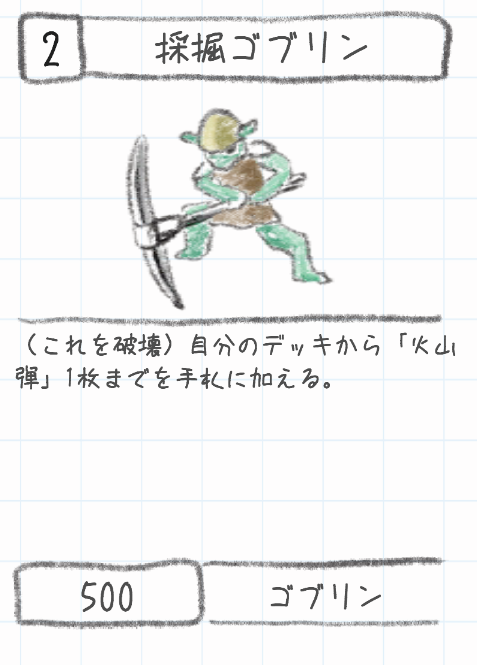 2
採掘ゴブリン
（これを破壊）自分のデッキから「火山
弾」1枚までを手札に加える。
500
ゴブリン